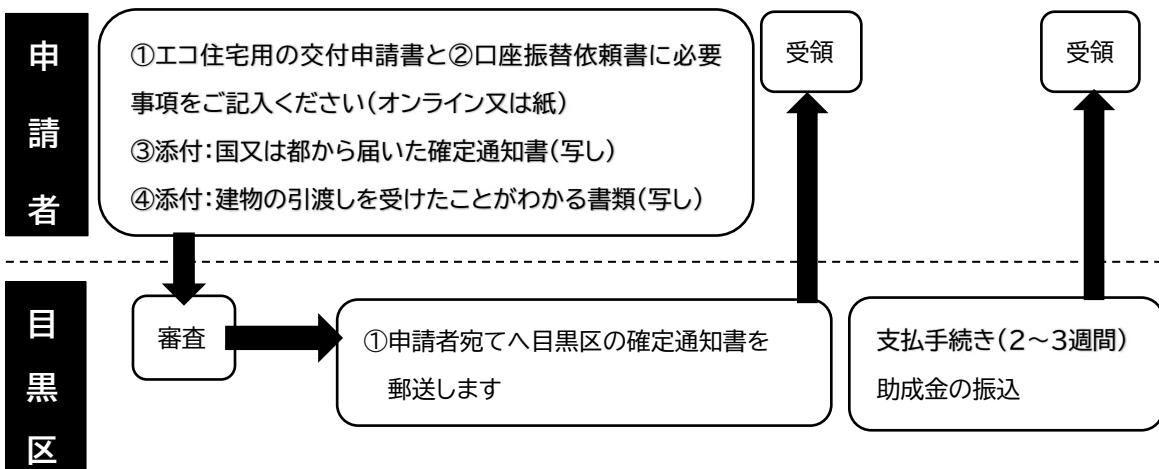 申請者
①エコ住宅用の交付申請書と②口座振替依頼書に必要
事項をご記入ください(オンライン又は紙)
③添付:国又は都から届いた確定通知書(写し)
④添付:建物の引渡しを受けたことがわかる書類(写し)
受領
受領
目黒区
審査
①申請者宛てへ目黒区の確定通知書を
郵送します
支払手続き(2~3週間)
助成金の振込